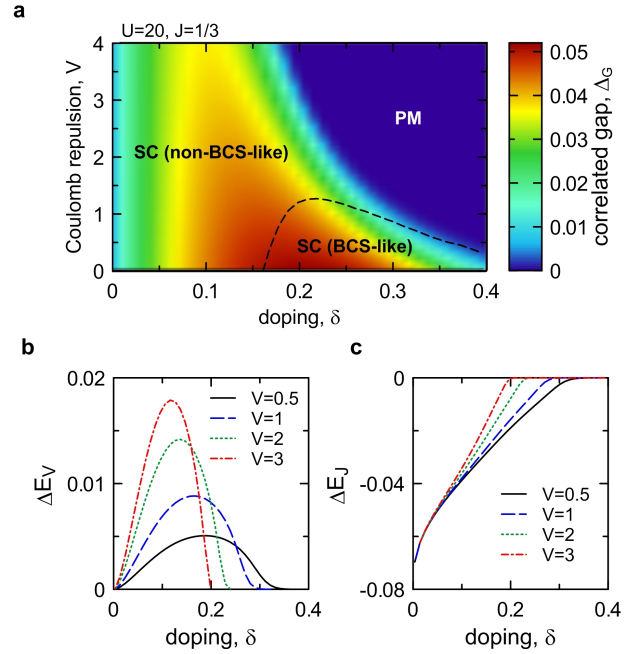 a
U=20, J=1/3
4
3
2
1
0
Coulomb repulsion, V
PM
SC (non-BCS-like)
SC (BCS-like)
0 0.1 0.2 0.3 0.4
doping, δ
0.05
0.04
0.03
0.02
0.01
0
correlated gap, Δ_G
b
0.02
0.01
0
ΔE_V
V=0.5
V=1
V=2
V=3
0 0.2 0.4
doping, δ
c
0
-0.04
-0.08
ΔE_J
V=0.5
V=1
V=2
V=3
0 0.2 0.4
doping, δ